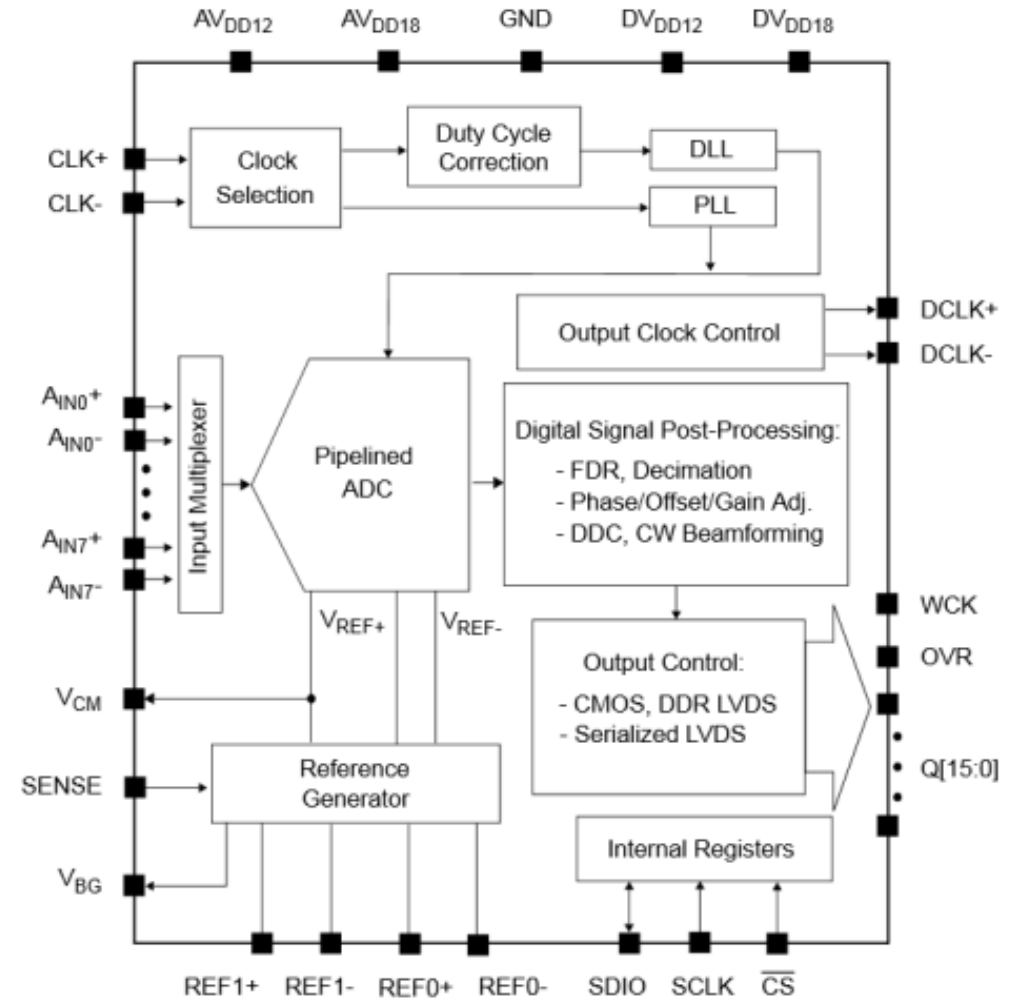 AVDD12 AVDD18 GND DVDD12 DVDD18
CLK+
CLK-
Clock
Selection
Duty Cycle
Correction
DLL
PLL
Output Clock Control
DCLK+
DCLK-
AIN0+
AIN0-
AIN7+
AIN7-
Input Multiplexer
Pipelined
ADC
Digital Signal Post-Processing:
- FDR, Decimation
- Phase/Offset/Gain Adj.
- DDC, CW Beamforming
VREF+ VREF-
Output Control:
- CMOS, DDR LVDS
- Serialized LVDS
WCK
OVR
Q[15:0]
VCM
SENSE
VBG
Reference
Generator
Internal Registers
REF1+ REF1- REF0+ REF0- SDIO SCLK C̅S̅